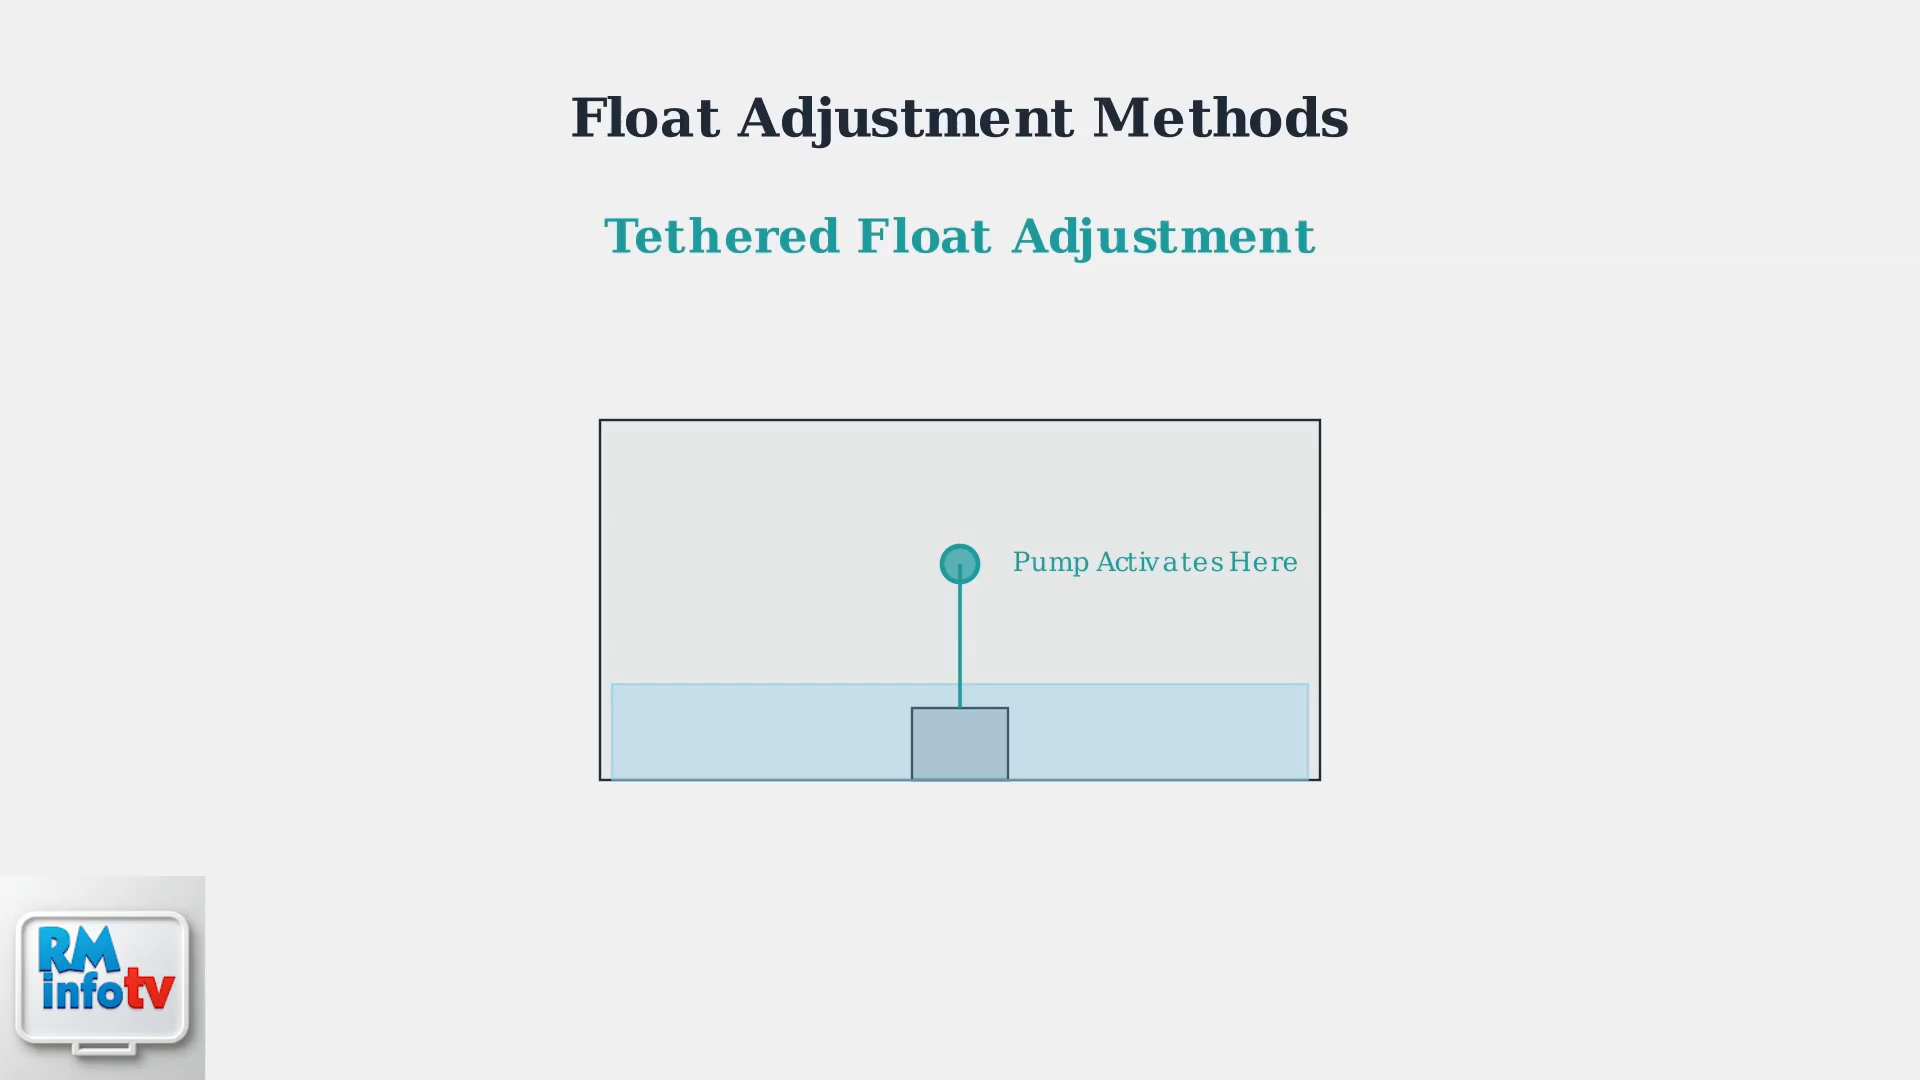 Float Adjustment Methods
Tethered Float Adjustment
Pump Activates Here
RM
infotv